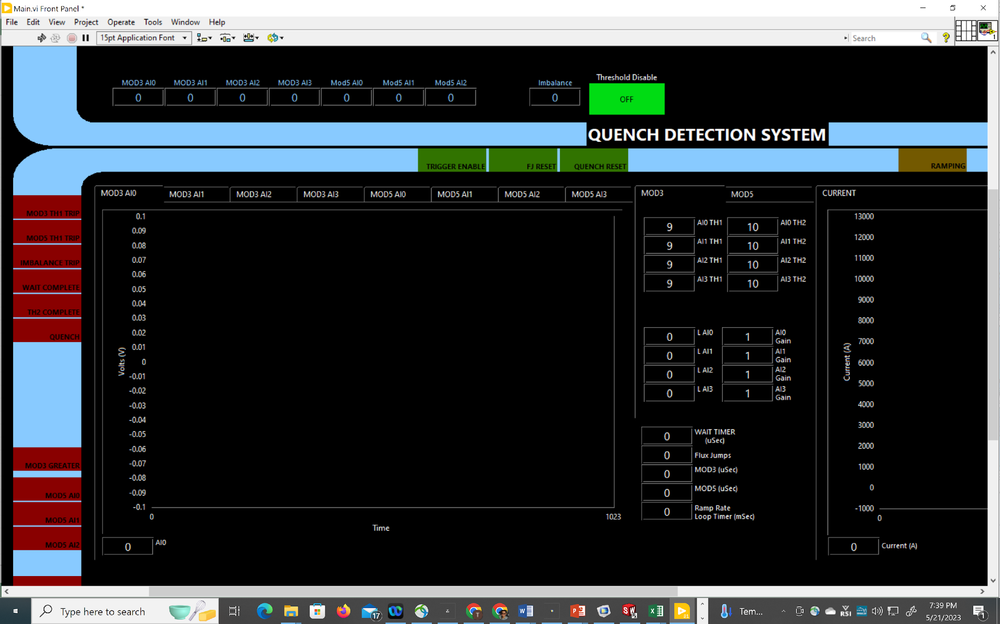 Main.vi Front Panel *
File Edit View Project Operate Tools Window Help
15pt Application Font
Search
1
Threshold Disable
MOD3 AI0 MOD3 AI1 MOD3 AI2 MOD3 AI3 Mod5 AI0 Mod5 AI1 Mod5 AI2 Imbalance
0 0 0 0 0 0 0 0 OFF
QUENCH DETECTION SYSTEM
TRIGGER ENABLE FJ RESET QUENCH RESET RAMPING
MOD3 TH1 TRIP
MOD5 TH1 TRIP
IMBALANCE TRIP
WAIT COMPLETE
TH2 COMPLETE
QUENCH
MOD3 GREATER
MOD5 AI0
MOD5 AI1
MOD5 AI2
MOD3 AI0 MOD3 AI1 MOD3 AI2 MOD3 AI3 MOD5 AI0 MOD5 AI1 MOD5 AI2 MOD5 AI3
Volts (V)
0.1
0.09
0.08
0.07
0.06
0.05
0.04
0.03
0.02
0.01
0
-0.01
-0.02
-0.03
-0.04
-0.05
-0.06
-0.07
-0.08
-0.09
-0.1
0 1023
Time
0 AI0
MOD3 MOD5
9 AI0 TH1 10 AI0 TH2
9 AI1 TH1 10 AI1 TH2
9 AI2 TH1 10 AI2 TH2
9 AI3 TH1 10 AI3 TH2
0 L AI0 1 AI0 Gain
0 L AI1 1 AI1 Gain
0 L AI2 1 AI2 Gain
0 L AI3 1 AI3 Gain
0 WAIT TIMER (uSec)
0 Flux Jumps
0 MOD3 (uSec)
0 MOD5 (uSec)
0 Ramp Rate Loop Timer (mSec)
CURRENT
Current (A)
13000
12000
11000
10000
9000
8000
7000
6000
5000
4000
3000
2000
1000
0
-1000
0
0 Current (A)
Type here to search
17
T
21
Tem...
RSI
7:39 PM
5/21/2023
1